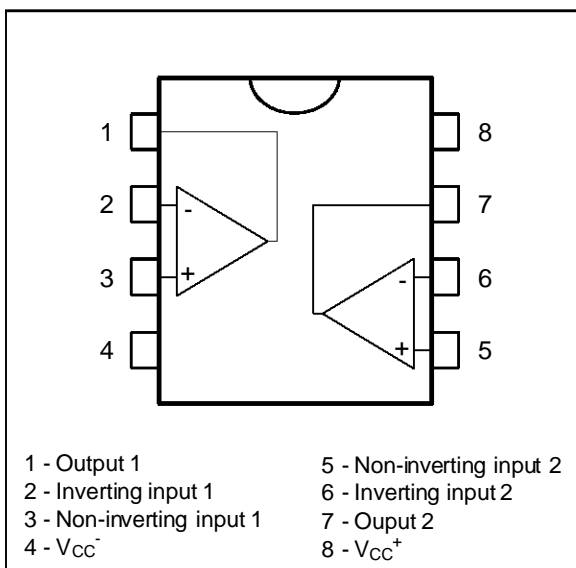 1
8
-
2
7
3
+
-
6
4
+
5
1 - Output 1
2 - Inverting input 1
3 - Non-inverting input 1
4 - VCC-
5 - Non-inverting input 2
6 - Inverting input 2
7 - Ouput 2
8 - VCC+